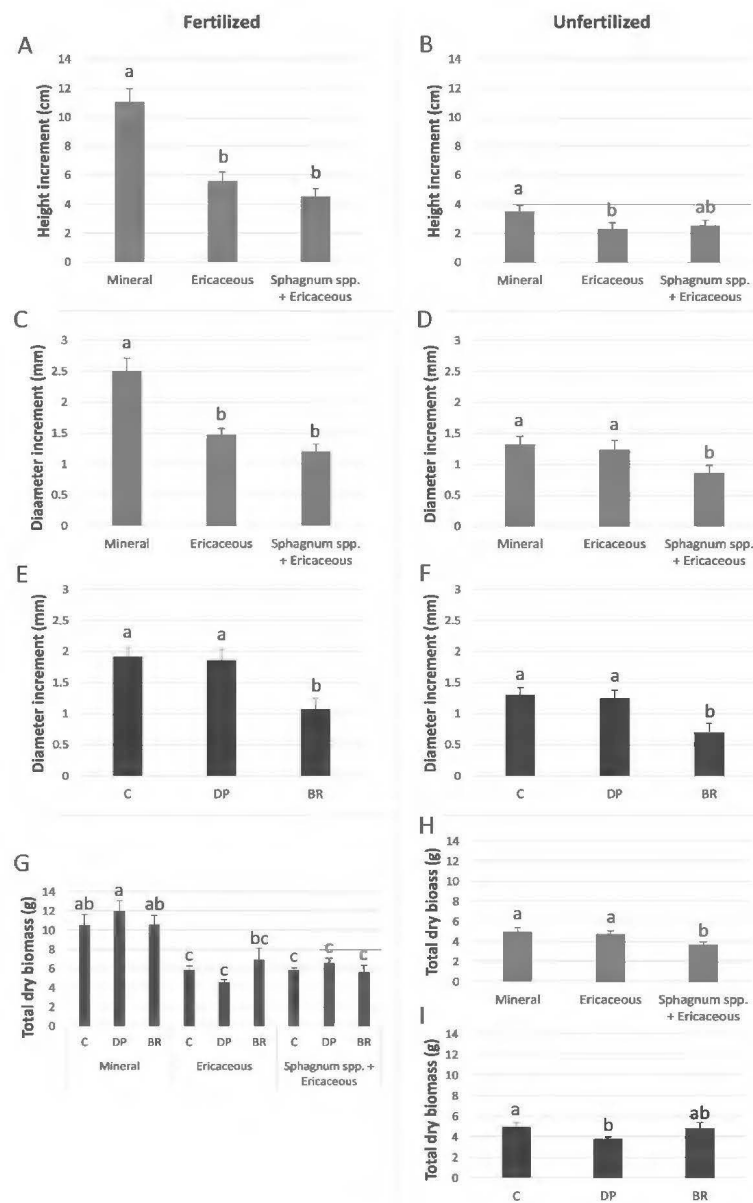 Fertilized
Unfertilized
A
Height increment (cm)
14
12
10
8
6
4
2
0
a
b
b
Mineral
Ericaceous
Sphagnum spp.
+ Ericaceous
B
Height increment (cm)
14
12
10
8
6
4
2
0
a
b
ab
Mineral
Ericaceous
Sphagnum spp.
+ Ericaceous
C
Diaameter increment (mm)
3
2.5
2
1.5
1
0.5
0
a
b
b
Mineral
Ericaceous
Sphagnum spp.
+ Ericaceous
D
Diameter increment (mm)
3
2.5
2
1.5
1
0.5
0
a
a
b
Mineral
Ericaceous
Sphagnum spp.
+ Ericaceous
E
Diameter increment (mm)
3
2.5
2
1.5
1
0.5
0
a
a
b
C
DP
BR
F
Diameter increment (mm)
3
2.5
2
1.5
1
0.5
0
a
a
b
C
DP
BR
G
Total dry biomass (g)
14
12
10
8
6
4
2
0
ab
a
ab
c
c
bc
c
c
c
C
DP
BR
C
DP
BR
C
DP
BR
Mineral
Ericaceous
Sphagnum spp. +
Ericaceous
H
Total dry bioass (g)
14
12
10
8
6
4
2
0
a
a
b
Mineral
Ericaceous
Sphagnum spp.
+ Ericaceous
I
Total dry biomass (g)
14
12
10
8
6
4
2
0
a
b
ab
C
DP
BR